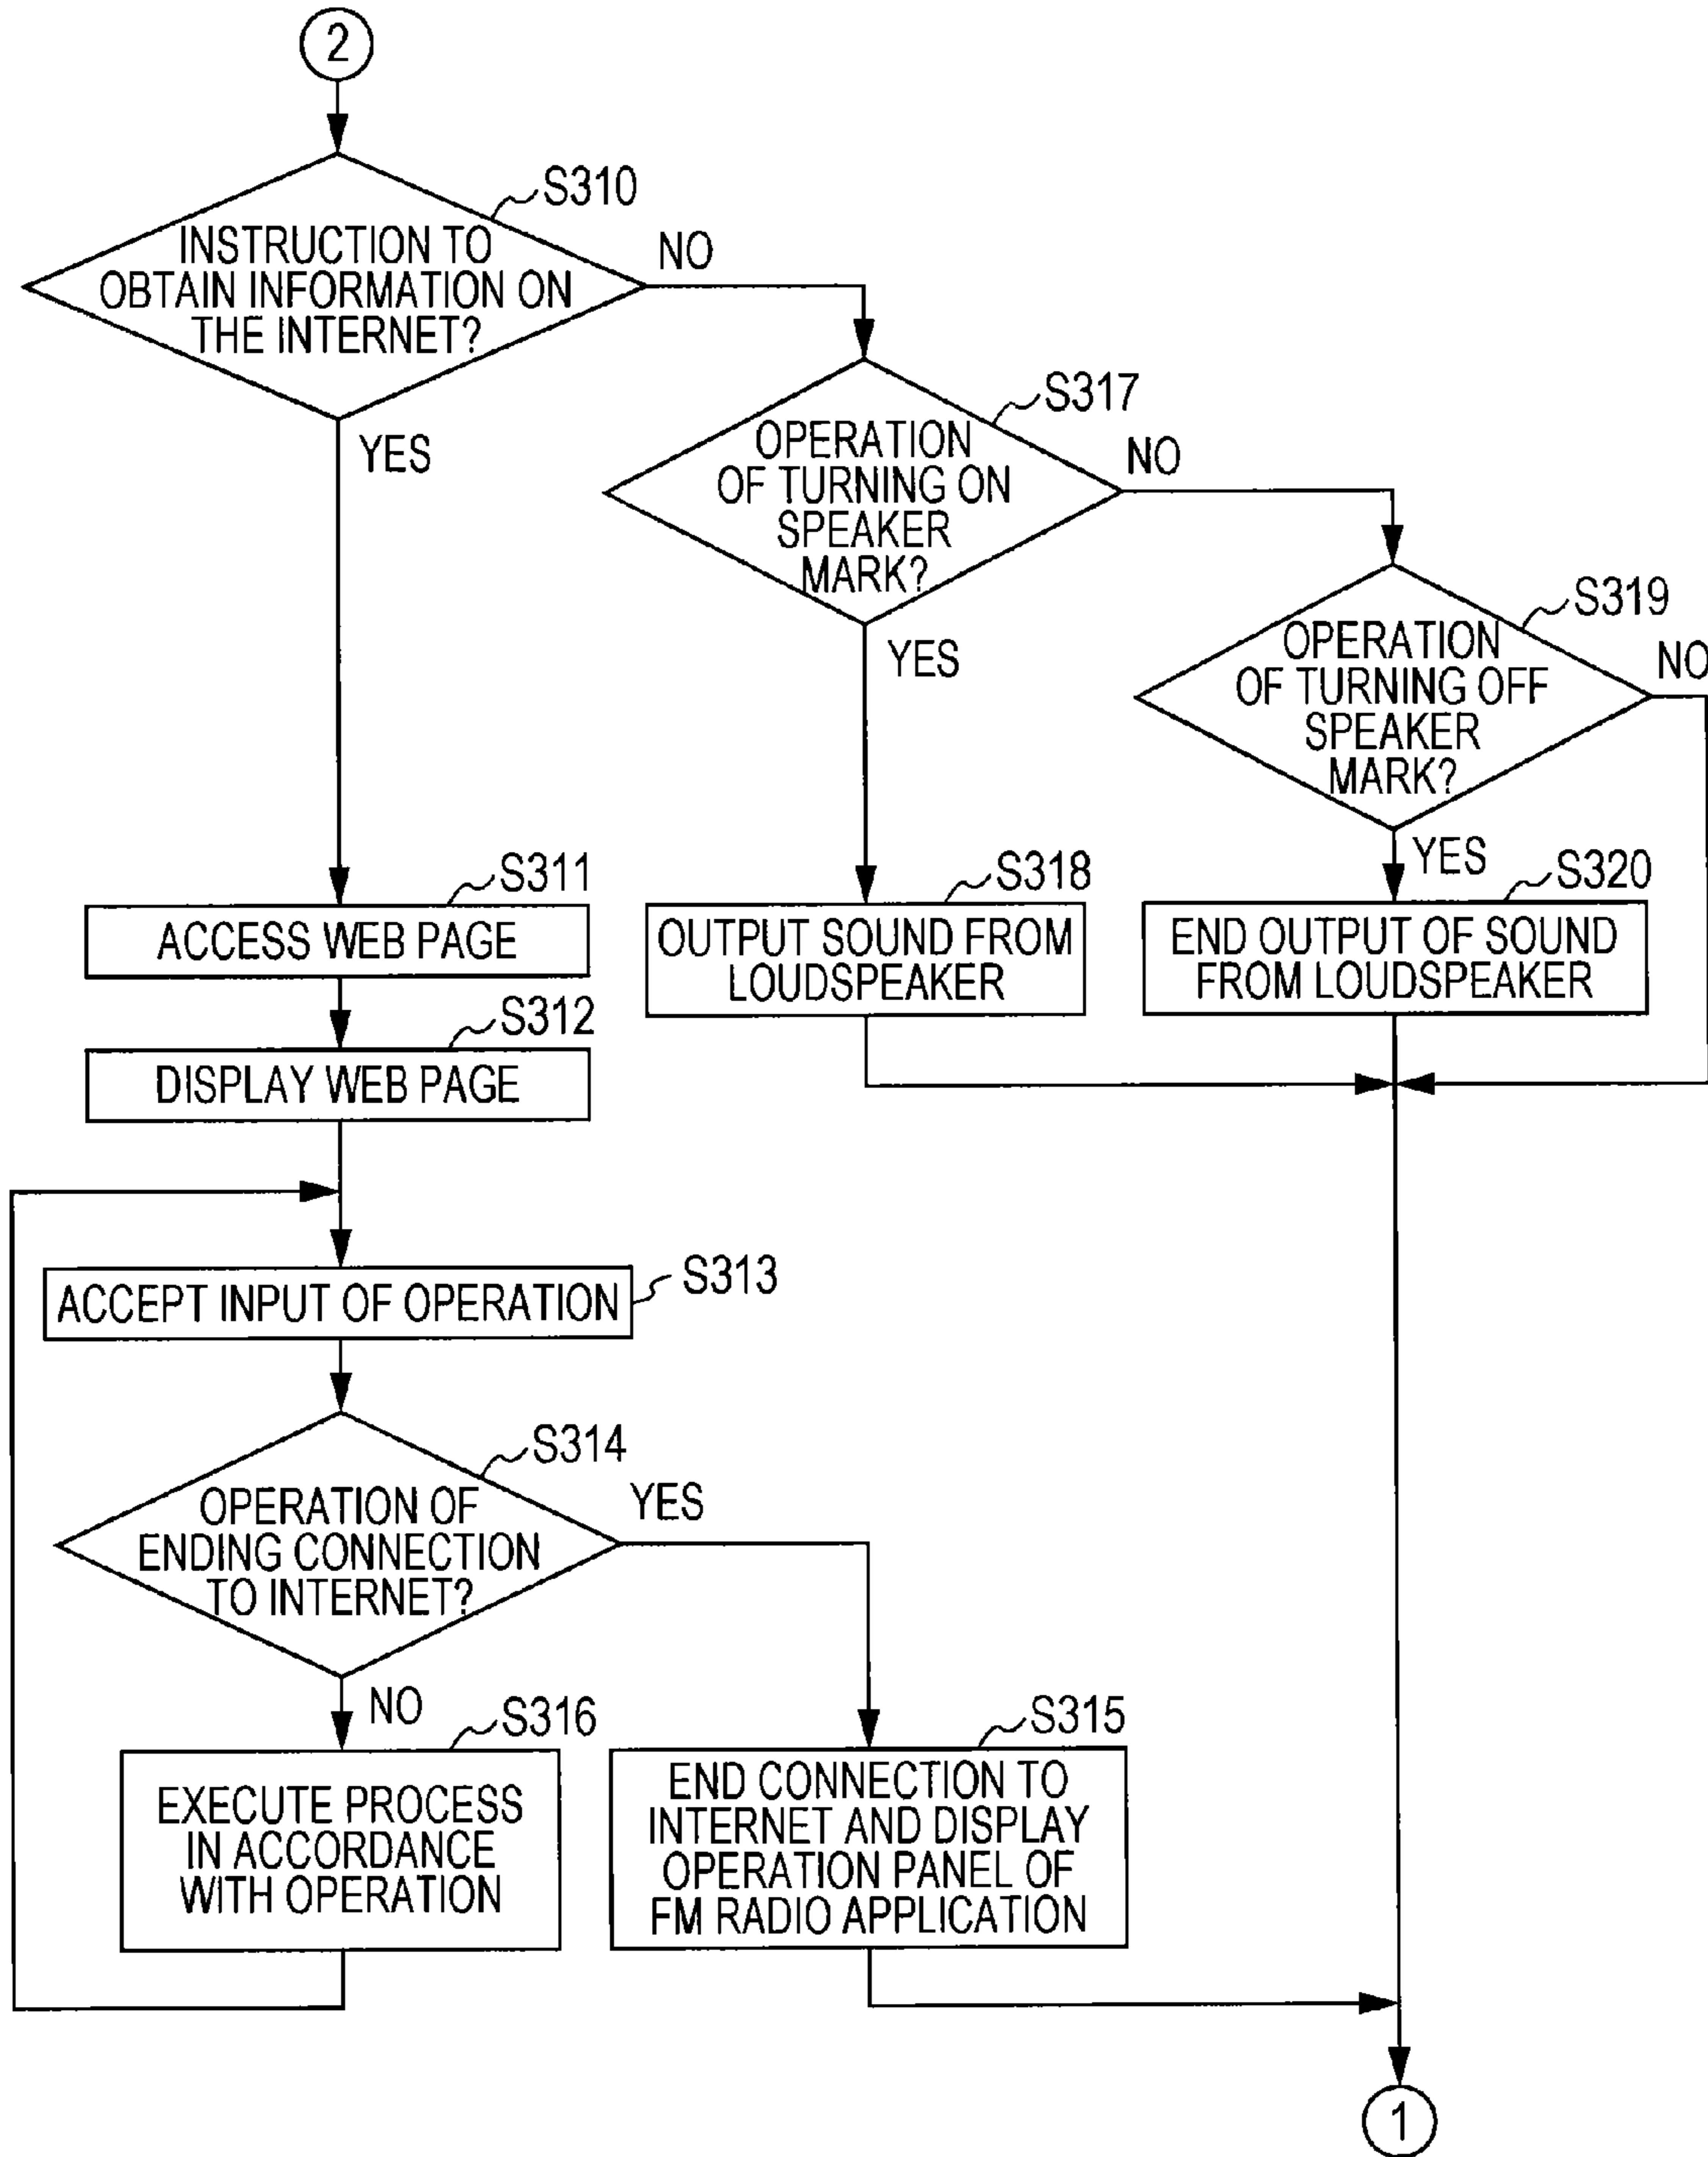 2
S310
INSTRUCTION TO
OBTAIN INFORMATION ON
THE INTERNET?
NO
YES
S317
OPERATION
OF TURNING ON
SPEAKER
MARK?
NO
YES
S319
OPERATION
OF TURNING OFF
SPEAKER
MARK?
NO
YES
S311
ACCESS WEB PAGE
S318
OUTPUT SOUND FROM
LOUDSPEAKER
S320
END OUTPUT OF SOUND
FROM LOUDSPEAKER
S312
DISPLAY WEB PAGE
S313
ACCEPT INPUT OF OPERATION
S314
OPERATION OF
ENDING CONNECTION
TO INTERNET?
YES
NO
S316
EXECUTE PROCESS
IN ACCORDANCE
WITH OPERATION
S315
END CONNECTION TO
INTERNET AND DISPLAY
OPERATION PANEL OF
FM RADIO APPLICATION
1